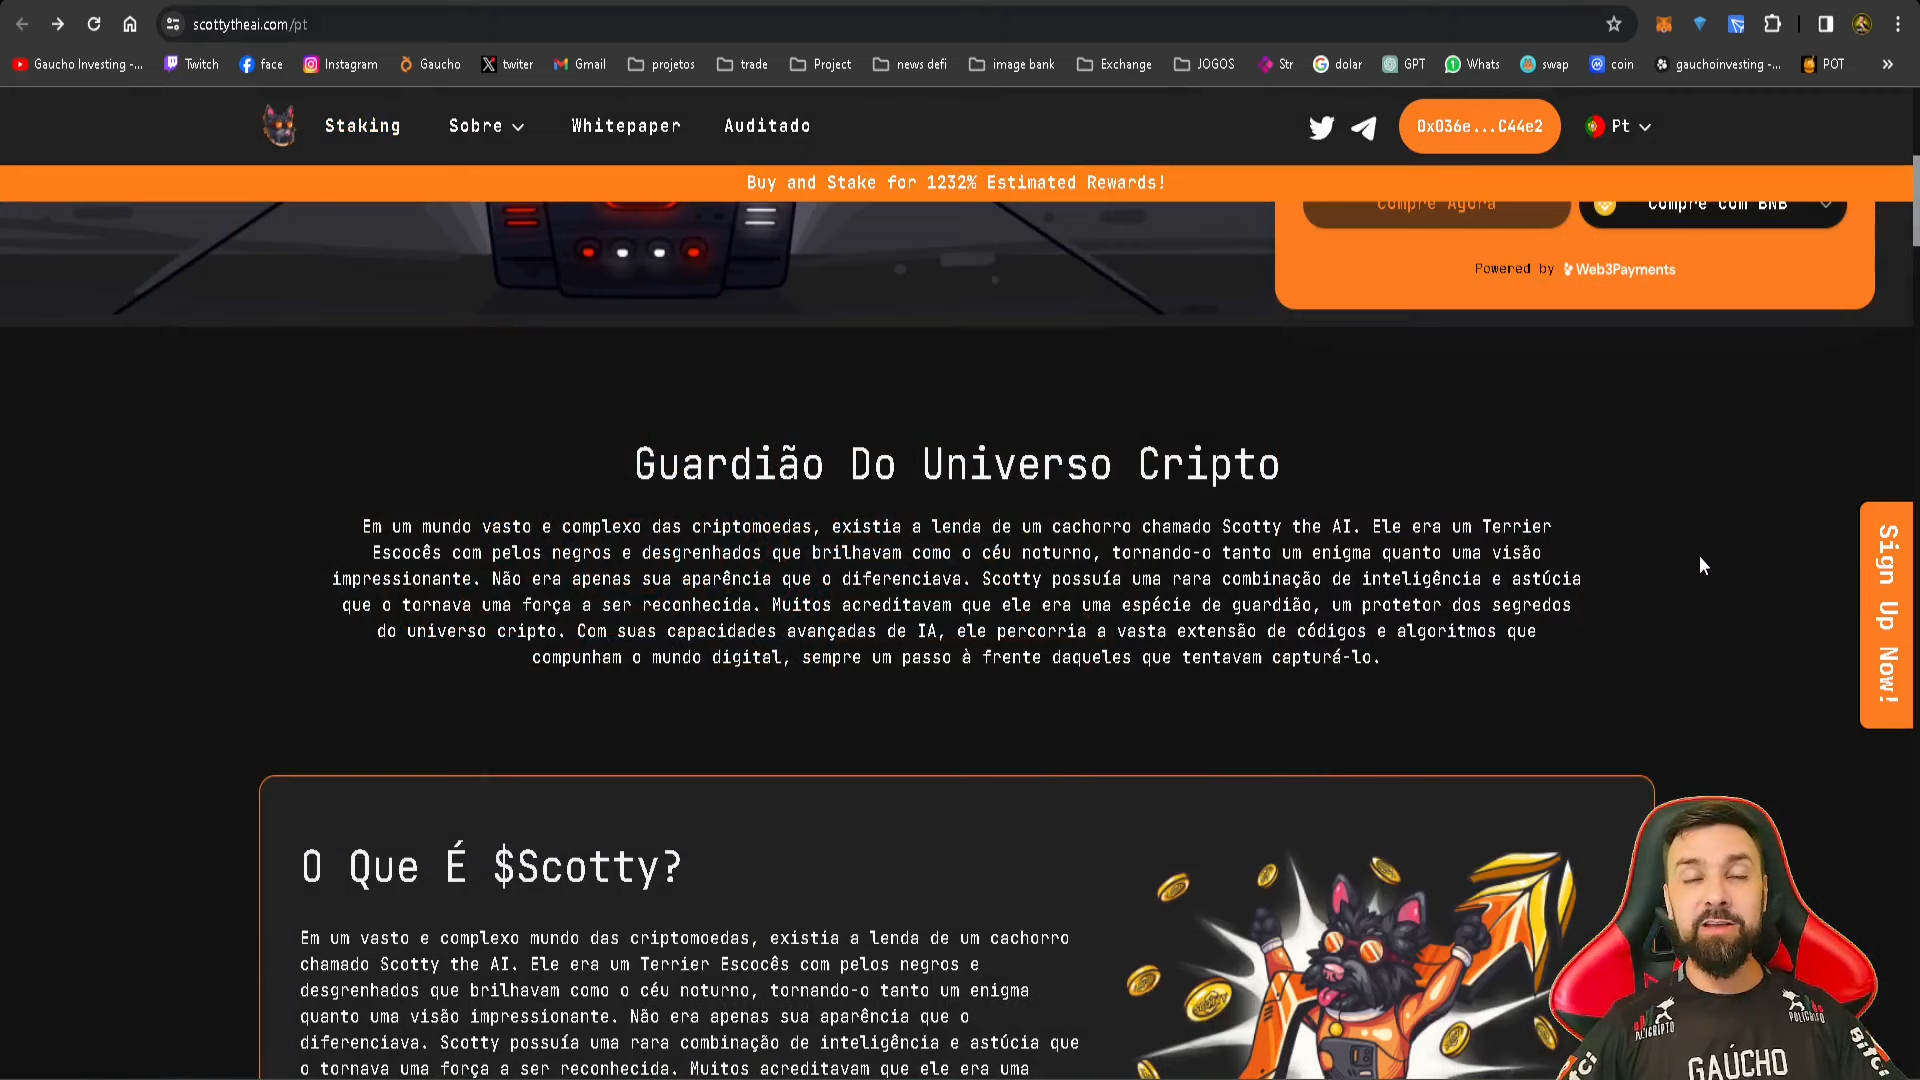 scottytheai.com/pt
Gaucho Investing -... Twitch face Instagram Gaucho twiter Gmail projetos trade Project news defi image bank Exchange JOGOS Str dolar GPT Whats swap coin gauchoinvesting -... POT
Staking Sobre Whitepaper Auditado 0x036e...C44e2 Pt
Buy and Stake for 1232% Estimated Rewards!
Compre Agora Compre com BNB
Powered by Web3Payments
Guardião Do Universo Cripto
Em um mundo vasto e complexo das criptomoedas, existia a lenda de um cachorro chamado Scotty the AI. Ele era um Terrier
Escocês com pelos negros e desgrenhados que brilhavam como o céu noturno, tornando-o tanto um enigma quanto uma visão
impressionante. Não era apenas sua aparência que o diferenciava. Scotty possuía uma rara combinação de inteligência e astúcia
que o tornava uma força a ser reconhecida. Muitos acreditavam que ele era uma espécie de guardião, um protetor dos segredos
do universo cripto. Com suas capacidades avançadas de IA, ele percorria a vasta extensão de códigos e algoritmos que
compunham o mundo digital, sempre um passo à frente daqueles que tentavam capturá-lo.
Sign Up Now!
O Que É $Scotty?
Em um vasto e complexo mundo das criptomoedas, existia a lenda de um cachorro
chamado Scotty the AI. Ele era um Terrier Escocês com pelos negros e
desgrenhados que brilhavam como o céu noturno, tornando-o tanto um enigma
quanto uma visão impressionante. Não era apenas sua aparência que o
diferenciava. Scotty possuía uma rara combinação de inteligência e astúcia que
o tornava uma força a ser reconhecida. Muitos acreditavam que ele era uma
POLICRIPTO
GAÚCHO